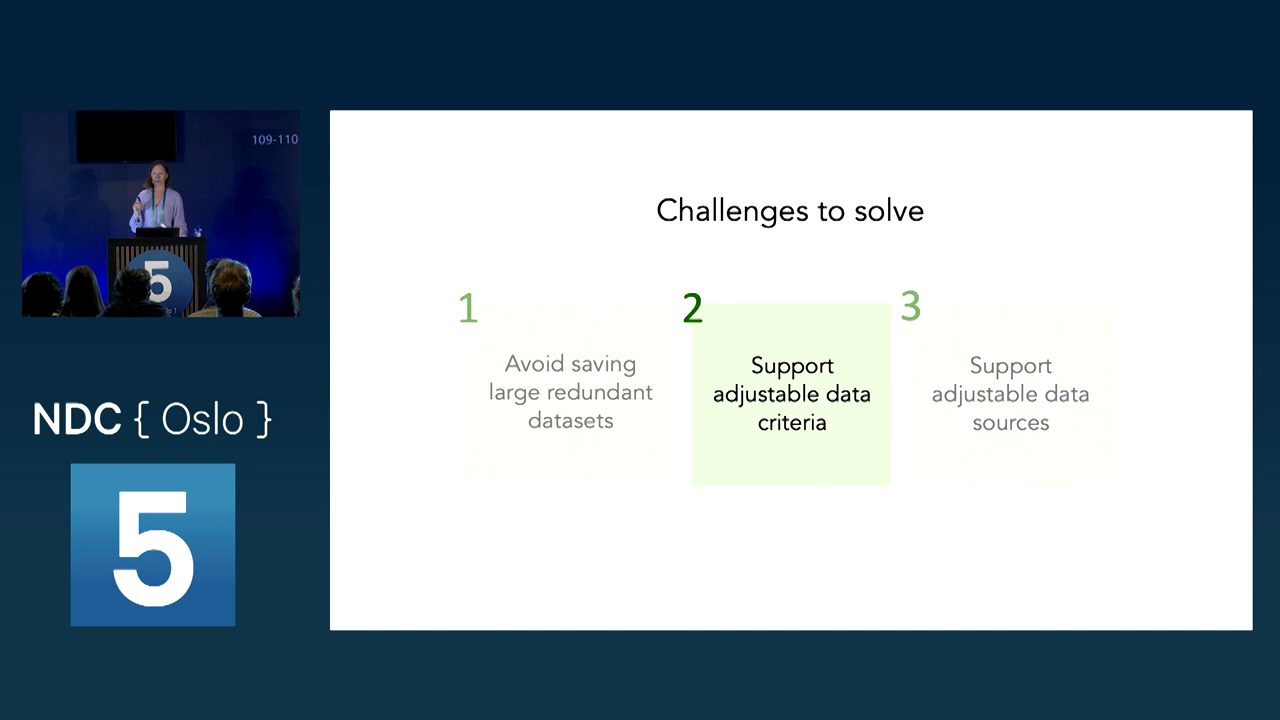 109-110
5
NDC { Oslo }
5
Challenges to solve
1
Avoid saving
large redundant
datasets
2
Support
adjustable data
criteria
3
Support
adjustable data
sources